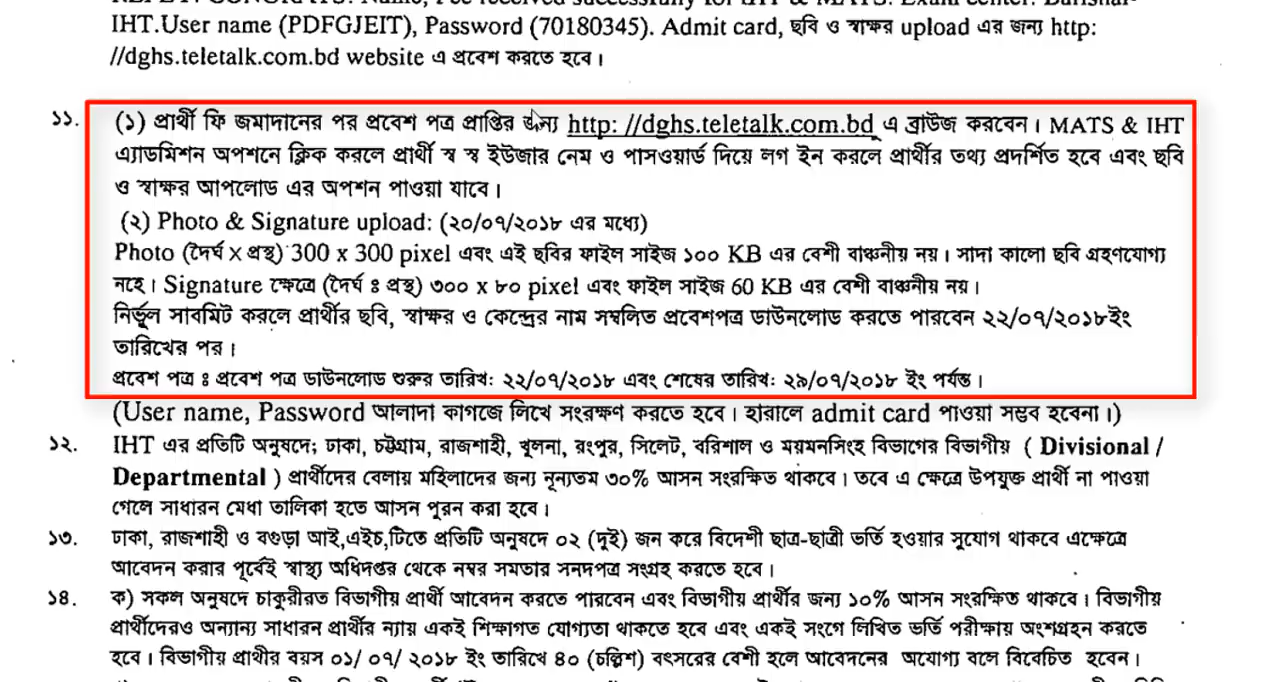 IHT.User name (PDFGJEIT), Password (70180345). Admit card, ছবি ও স্বাক্ষর upload এর জন্য http:
//dghs.teletalk.com.bd website এ প্রবেশ করতে হবে।
১১. (১) প্রার্থী ফি জমাদানের পর প্রবেশ পত্র প্রাপ্তির জন্য http: //dghs.teletalk.com.bd এ ব্রাউজ করবেন। MATS & IHT
এ্যাডমিশন অপশনে ক্লিক করলে প্রার্থী স্ব স্ব ইউজার নেম ও পাসওয়ার্ড দিয়ে লগ ইন করলে প্রার্থীর তথ্য প্রদর্শিত হবে এবং ছবি
ও স্বাক্ষর আপলোড এর অপশন পাওয়া যাবে।
(২) Photo & Signature upload: (২০/০৭/২০১৮ এর মধ্যে)
Photo (দৈর্ঘ X প্রস্থ) 300 x 300 pixel এবং এই ছবির ফাইল সাইজ ১০০ KB এর বেশী বাঞ্চনীয় নয়। সাদা কালো ছবি গ্রহণযোগ্য
নহে। Signature ক্ষেত্রে (দৈর্ঘ ঃ প্রস্থ) ৩০০ x ৮০ pixel এবং ফাইল সাইজ 60 KB এর বেশী বাঞ্চনীয় নয়।
নির্ভূল সাবমিট করলে প্রার্থীর ছবি, স্বাক্ষর ও কেন্দ্রের নাম সম্বলিত প্রবেশপত্র ডাউনলোড করতে পারবেন ২২/০৭/২০১৮ইং
তারিখের পর।
প্রবেশ পত্র ঃ প্রবেশ পত্র ডাউনলোড শুরুর তারিখ: ২২/০৭/২০১৮ এবং শেষের তারিখ: ২৯/০৭/২০১৮ ইং পর্যন্ত।
(User name, Password আলাদা কাগজে লিখে সংরক্ষণ করতে হবে। হারালে admit card পাওয়া সম্ভব হবেনা।)
১২. IHT এর প্রতিটি অনুষদে; ঢাকা, চট্টগ্রাম, রাজশাহী, খুলনা, রংপুর, সিলেট, বরিশাল ও ময়মনসিংহ বিভাগের বিভাগীয় ( Divisional /
Departmental ) প্রার্থীদের বেলায় মহিলাদের জন্য নূন্যতম ৩০% আসন সংরক্ষিত থাকবে। তবে এ ক্ষেত্রে উপযুক্ত প্রার্থী না পাওয়া
গেলে সাধারন মেধা তালিকা হতে আসন পুরন করা হবে।
১৩. ঢাকা, রাজশাহী ও বগুড়া আই,এইচ,টিতে প্রতিটি অনুষদে ০২ (দুই) জন করে বিদেশী ছাত্র-ছাত্রী ভর্তি হওয়ার সুযোগ থাকবে এক্ষেত্রে
আবেদন করার পূর্বেই স্বাস্থ্য অধিদপ্তর থেকে নম্বর সমতার সনদপত্র সংগ্রহ করতে হবে।
১৪. ক) সকল অনুষদে চাকুরীরত বিভাগীয় প্রার্থী আবেদন করতে পারবেন এবং বিভাগীয় প্রার্থীর জন্য ১০% আসন সংরক্ষিত থাকবে। বিভাগীয়
প্রার্থীদেরও অন্যান্য সাধারন প্রার্থীর ন্যায় একই শিক্ষাগত যোগ্যতা থাকতে হবে এবং একই সংগে লিখিত ভর্তি পরীক্ষায় অংশগ্রহন করতে
হবে। বিভাগীয় প্রার্থীর বয়স ০১/ ০৭/ ২০১৮ ইং তারিখে ৪০ (চল্লিশ) বৎসরের বেশী হলে আবেদনের অযোগ্য বলে বিবেচিত হবেন।